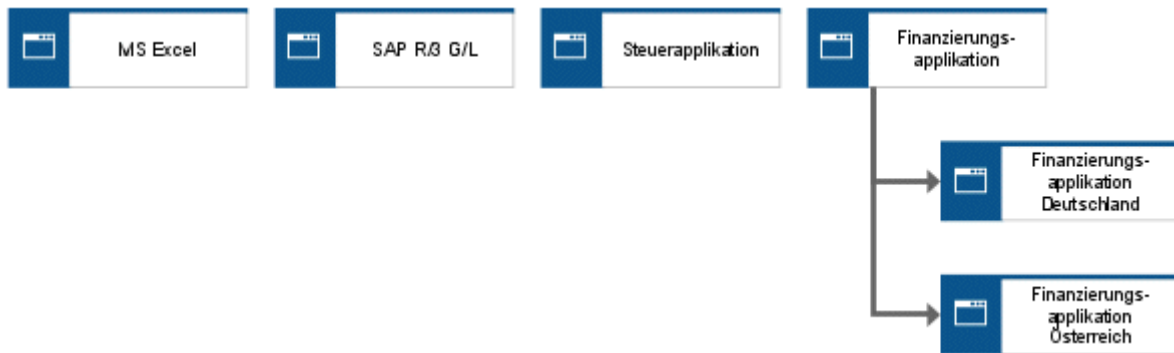 MS Excel
SAP R/3 G/L
Steuerapplikation
Finanzierungs-
applikation
Finanzierungs-
applikation
Deutschland
Finanzierungs-
applikation
Österreich